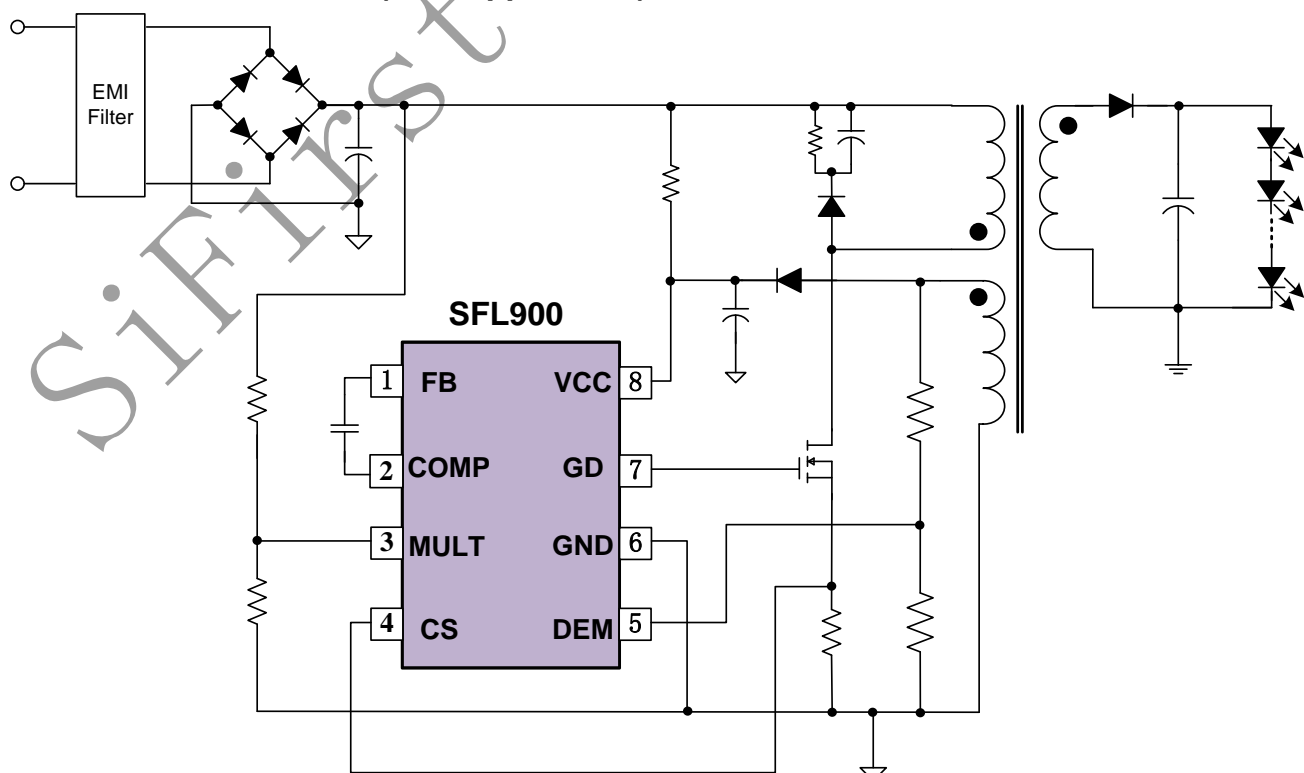 EMI
Filter
SiFirst
SFL900
1 FB VCC 8
2 COMP GD 7
3 MULT GND 6
4 CS DEM 5